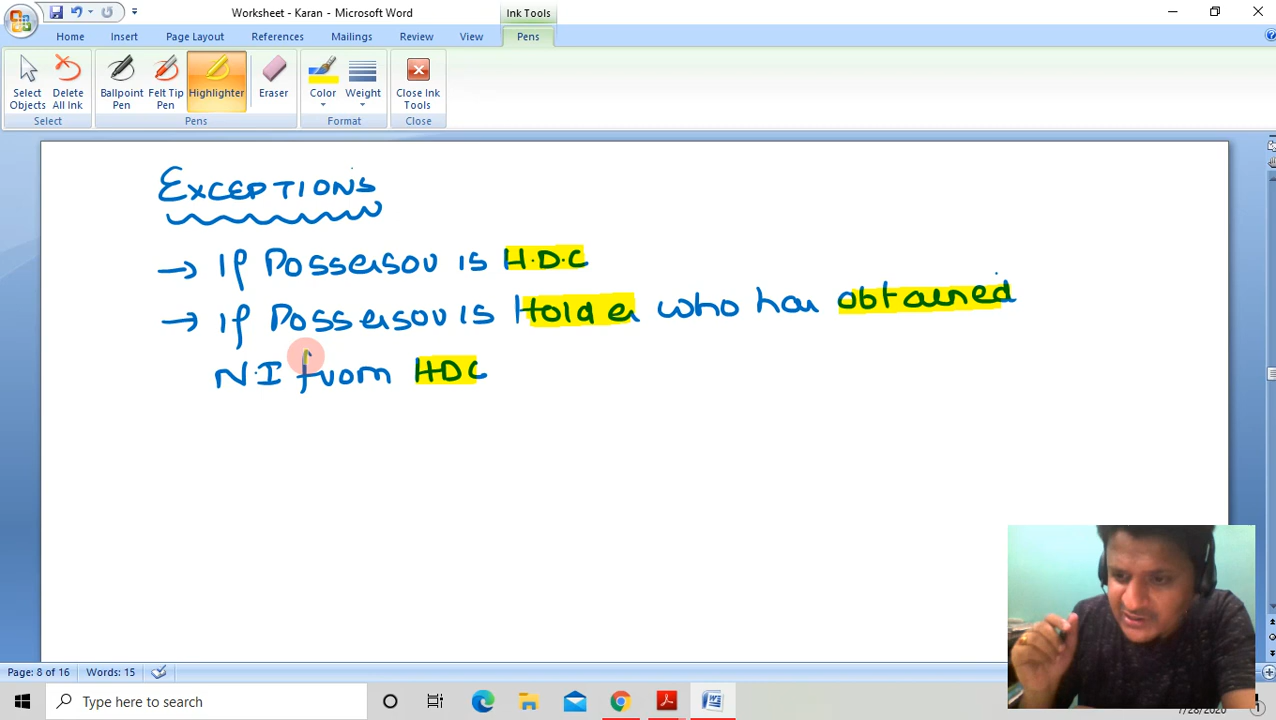 Worksheet - Karan - Microsoft Word
Ink Tools
Home Insert Page Layout References Mailings Review View Pens
Select Objects
Delete All Ink
Ballpoint Pen
Felt Tip Pen
Highlighter
Eraser
Color
Weight
Close Ink Tools
Select Pens Format Close
EXCEPTIONS
→ If Possessor is H.D.C
→ If Possessor is Holder who has obtained
N.I from HDC
Page: 8 of 16 Words: 15
Type here to search
7/28/2020